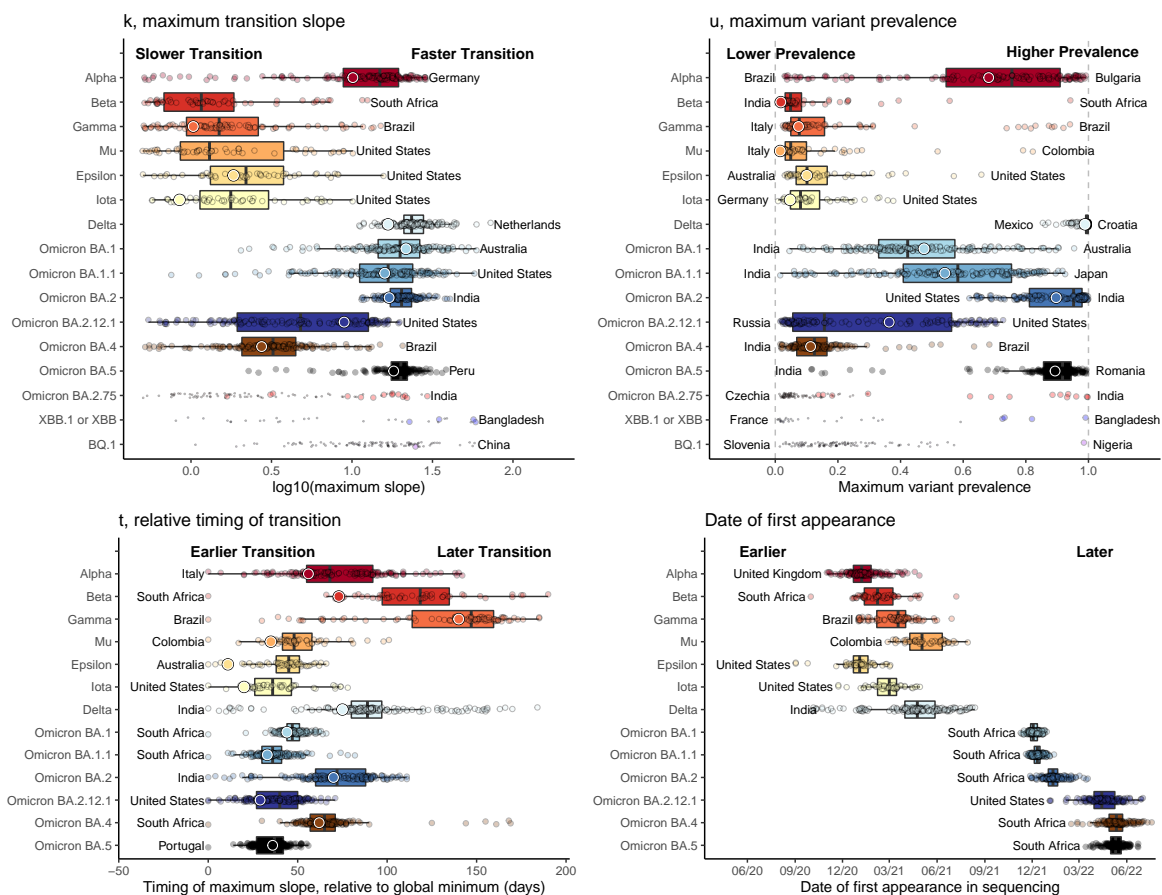 k, maximum transition slope
Slower Transition Faster Transition
Alpha Germany
Beta South Africa
Gamma Brazil
Mu United States
Epsilon United States
Iota United States
Delta Netherlands
Omicron BA.1 Australia
Omicron BA.1.1 United States
Omicron BA.2 India
Omicron BA.2.12.1 United States
Omicron BA.4 Brazil
Omicron BA.5 Peru
Omicron BA.2.75 India
XBB.1 or XBB Bangladesh
BQ.1 China
0.0 0.5 1.0 1.5 2.0
log10(maximum slope)
u, maximum variant prevalence
Lower Prevalence Higher Prevalence
Alpha Brazil Bulgaria
Beta India South Africa
Gamma Italy Brazil
Mu Italy Colombia
Epsilon Australia United States
Iota Germany United States
Delta Mexico Croatia
Omicron BA.1 India Australia
Omicron BA.1.1 India Japan
Omicron BA.2 United States India
Omicron BA.2.12.1 Russia United States
Omicron BA.4 India Brazil
Omicron BA.5 India Romania
Omicron BA.2.75 Czechia India
XBB.1 or XBB France Bangladesh
BQ.1 Slovenia Nigeria
0.0 0.2 0.4 0.6 0.8 1.0
Maximum variant prevalence
t, relative timing of transition
Earlier Transition Later Transition
Alpha Italy
Beta South Africa
Gamma Brazil
Mu Colombia
Epsilon Australia
Iota United States
Delta India
Omicron BA.1 South Africa
Omicron BA.1.1 South Africa
Omicron BA.2 India
Omicron BA.2.12.1 United States
Omicron BA.4 South Africa
Omicron BA.5 Portugal
−50 0 50 100 150 200
Timing of maximum slope, relative to global minimum (days)
Date of first appearance
Earlier Later
Alpha United Kingdom
Beta South Africa
Gamma Brazil
Mu Colombia
Epsilon United States
Iota United States
Delta India
Omicron BA.1 South Africa
Omicron BA.1.1 South Africa
Omicron BA.2 South Africa
Omicron BA.2.12.1 United States
Omicron BA.4 South Africa
Omicron BA.5 South Africa
06/20 09/20 12/20 03/21 06/21 09/21 12/21 03/22 06/22
Date of first appearance in sequencing